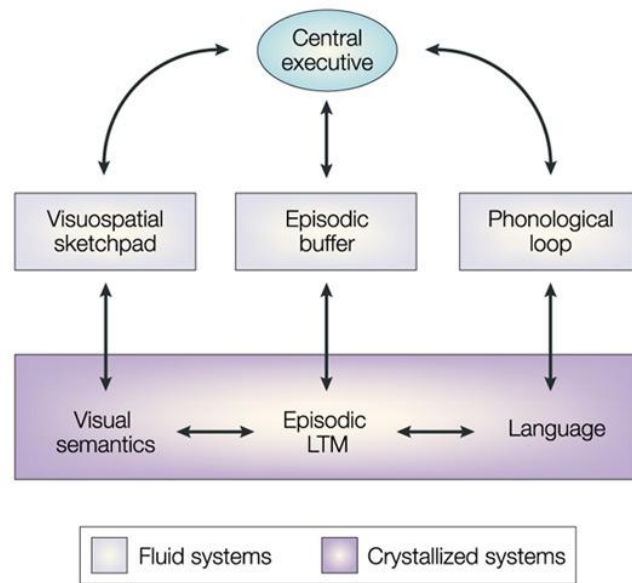 Central
executive
Visuospatial
sketchpad
Episodic
buffer
Phonological
loop
Visual
semantics
Episodic
LTM
Language
Fluid systems
Crystallized systems